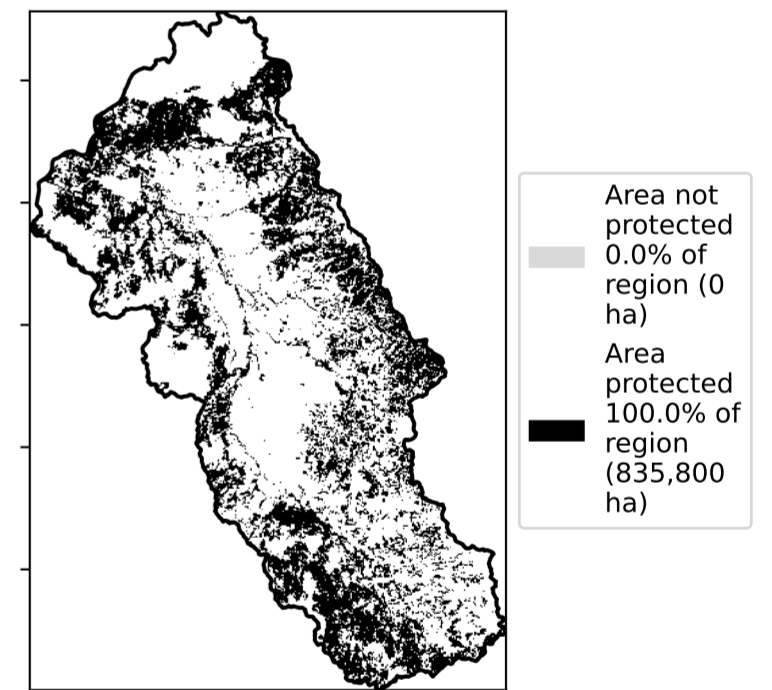 Area not
protected
0.0% of
region (0
ha)
Area
protected
100.0% of
region
(835,800
ha)